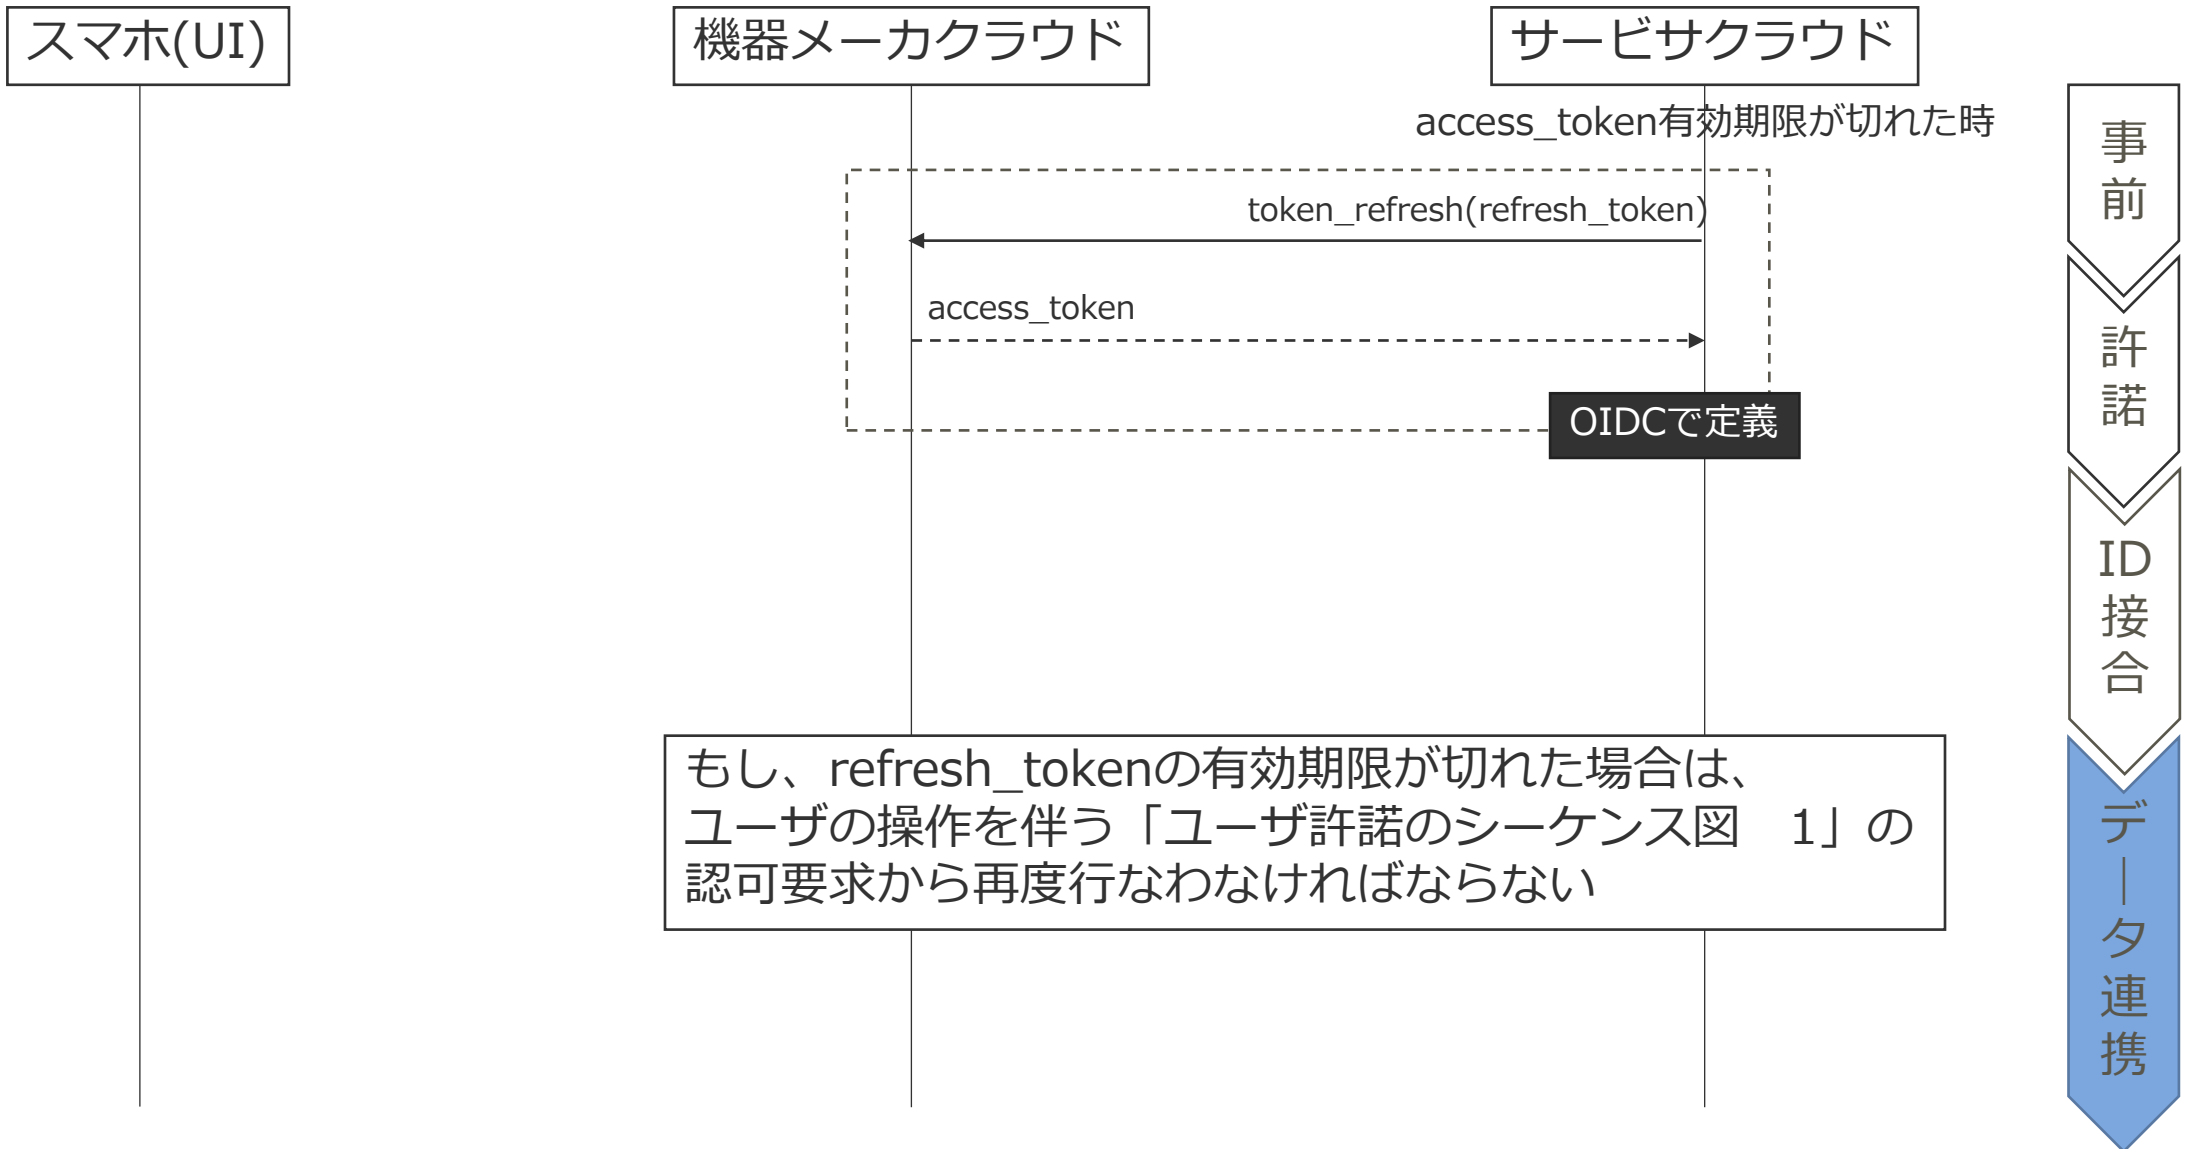 スマホ(UI)
機器メーカクラウド
サービサクラウド
access_token有効期限が切れた時
token_refresh(refresh_token)
access_token
OIDCで定義
もし、refresh_tokenの有効期限が切れた場合は、
ユーザの操作を伴う「ユーザ許諾のシーケンス図　1」の
認可要求から再度行なわなければならない
事前
許諾
ID接合
データ連携